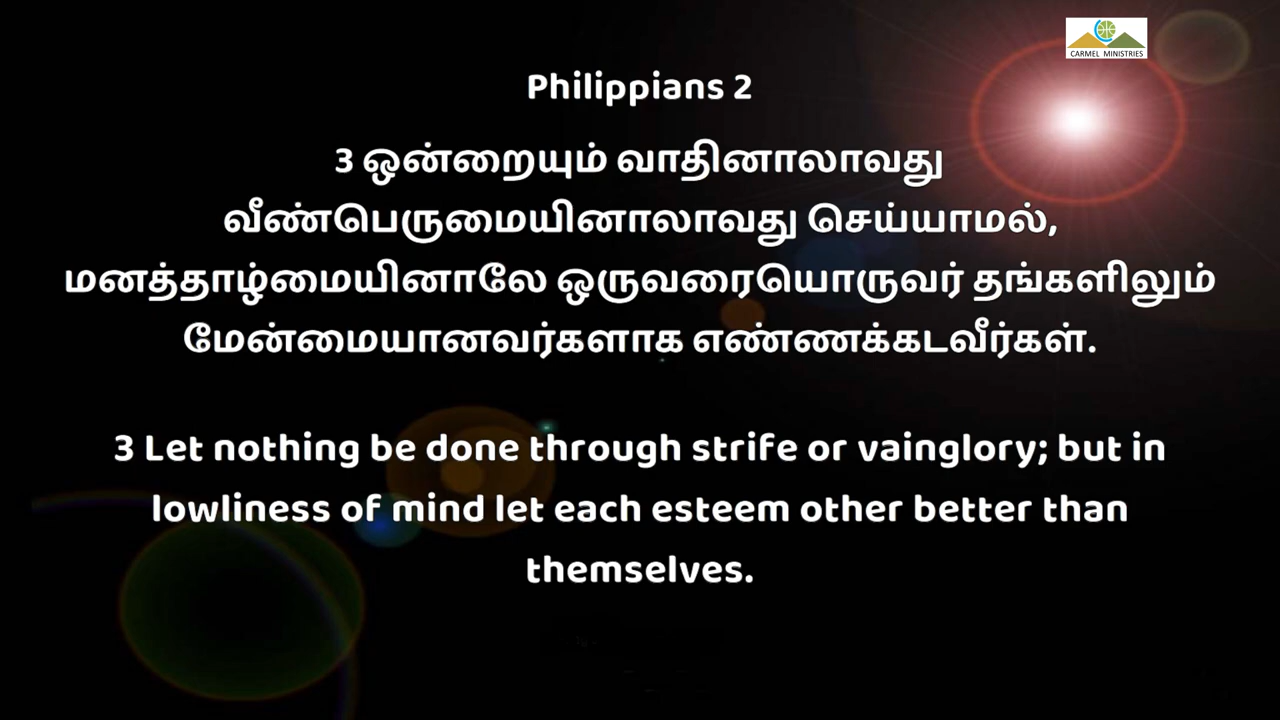 CARMEL MINISTRIES
Philippians 2
3 ஒன்றையும் வாதினாலாவது
வீண்பெருமையினாலாவது செய்யாமல்,
மனத்தாழ்மையினாலே ஒருவரையொருவர் தங்களிலும்
மேன்மையானவர்களாக எண்ணக்கடவீர்கள்.
3 Let nothing be done through strife or vainglory; but in
lowliness of mind let each esteem other better than
themselves.